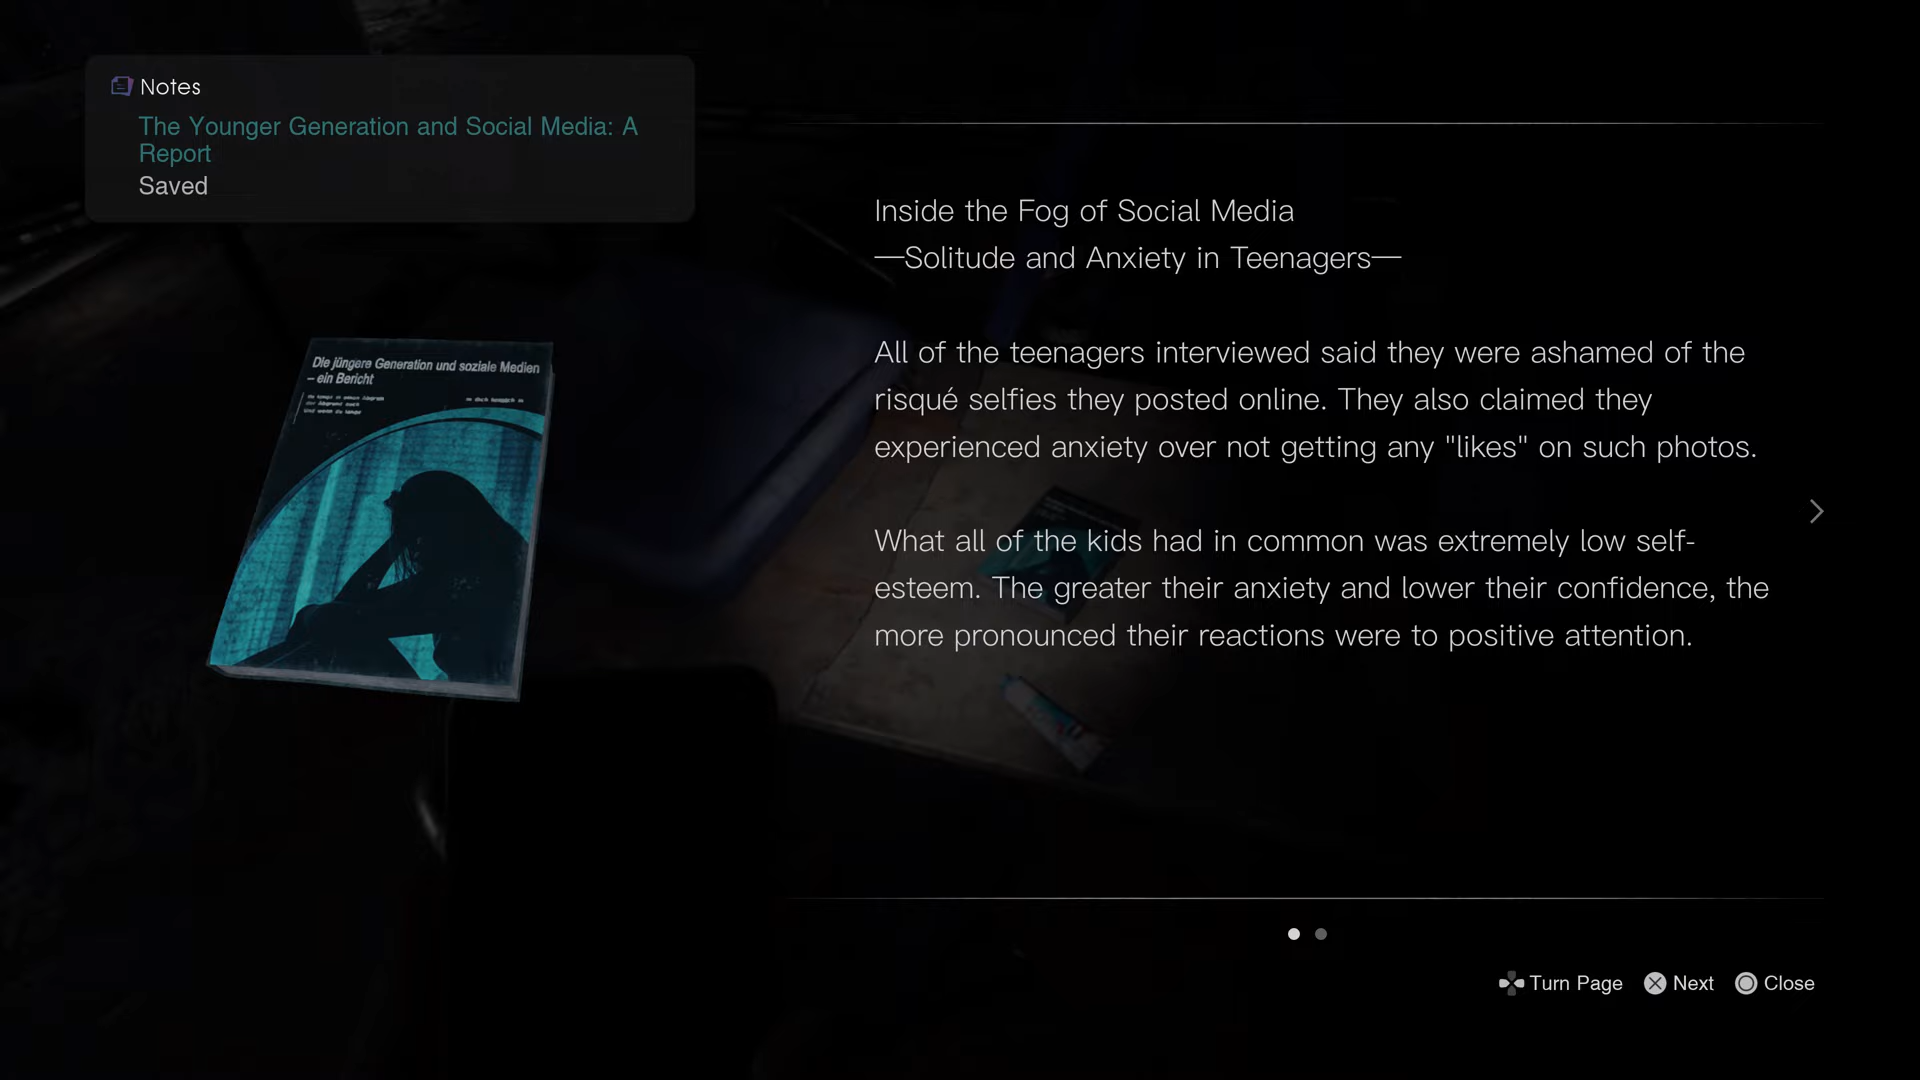 Notes
The Younger Generation and Social Media: A
Report
Saved
Die jüngere Generation und soziale Medien
– ein Bericht
Inside the Fog of Social Media
—Solitude and Anxiety in Teenagers—
All of the teenagers interviewed said they were ashamed of the
risqué selfies they posted online. They also claimed they
experienced anxiety over not getting any "likes" on such photos.
What all of the kids had in common was extremely low self-
esteem. The greater their anxiety and lower their confidence, the
more pronounced their reactions were to positive attention.
Turn Page Next Close